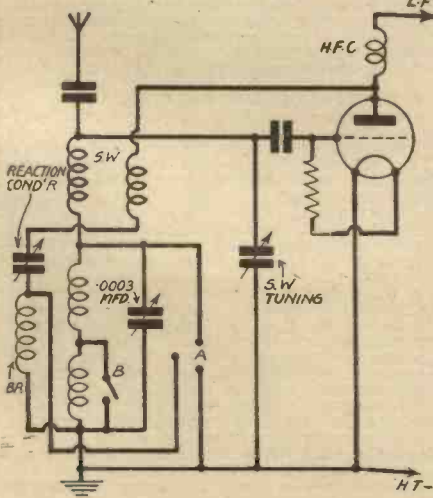 L.F.
H.F.C
S.W
REACTION
COND'R
.0003
MFD.
S.W
TUNING
A
B
BR.
HT-